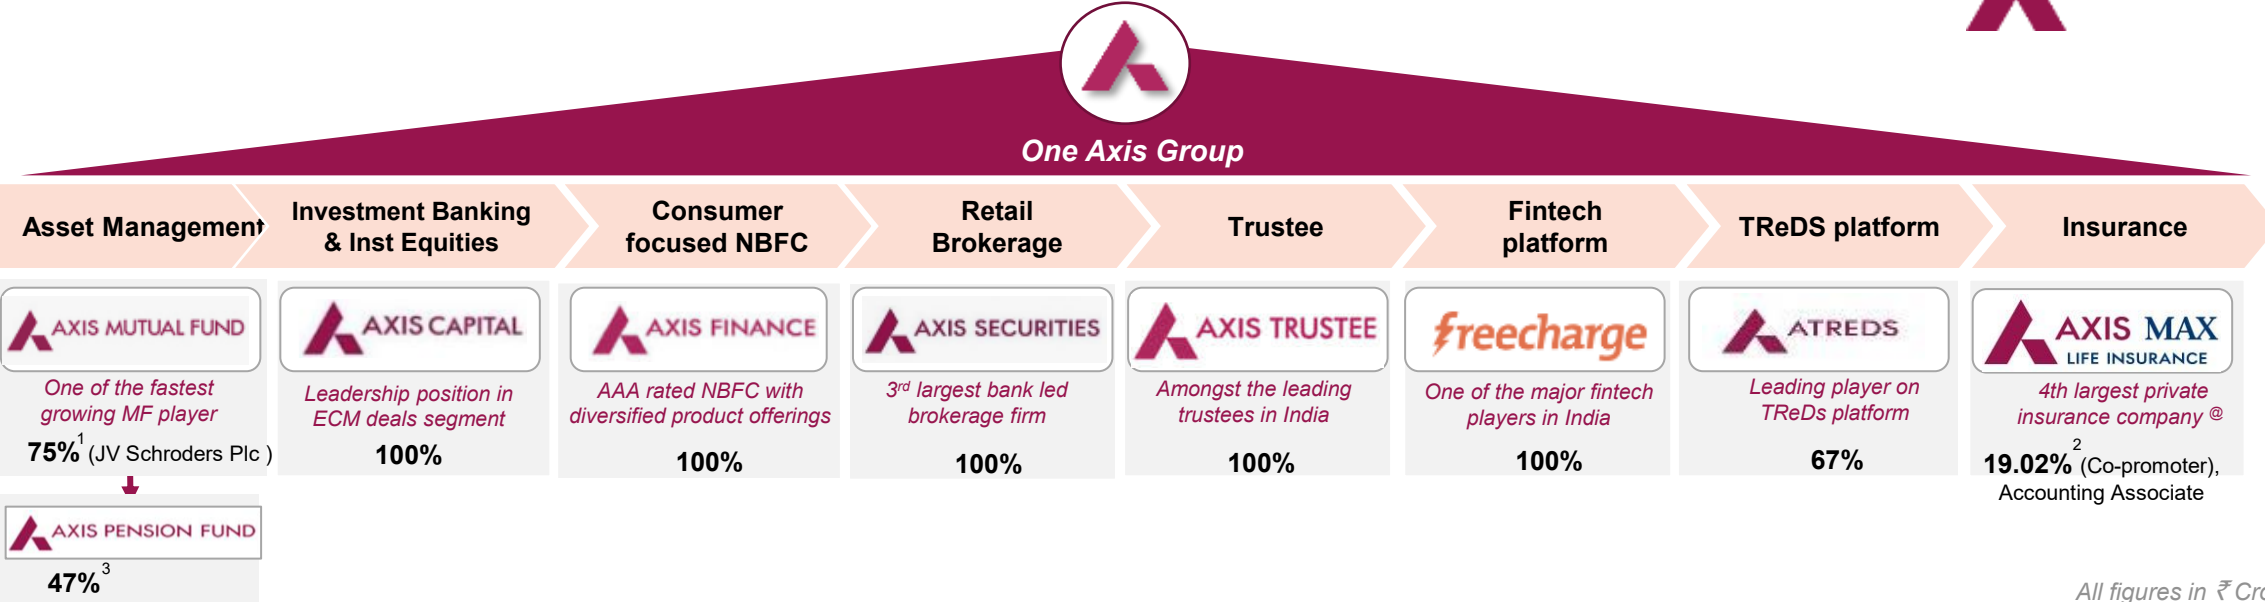 One Axis Group
Asset Management
Investment Banking
& Inst Equities
Consumer
focused NBFC
Retail
Brokerage
Trustee
Fintech
platform
TReDS platform
Insurance
AXIS MUTUAL FUND
One of the fastest
growing MF player
75%¹ (JV Schroders Plc )
AXIS PENSION FUND
47%³
AXIS CAPITAL
Leadership position in
ECM deals segment
100%
AXIS FINANCE
AAA rated NBFC with
diversified product offerings
100%
AXIS SECURITIES
3rd largest bank led
brokerage firm
100%
AXIS TRUSTEE
Amongst the leading
trustees in India
100%
freecharge
One of the major fintech
players in India
100%
ATREDS
Leading player on
TReDs platform
67%
AXIS MAX
LIFE INSURANCE
4th largest private
insurance company @
19.02%² (Co-promoter),
Accounting Associate
All figures in ₹